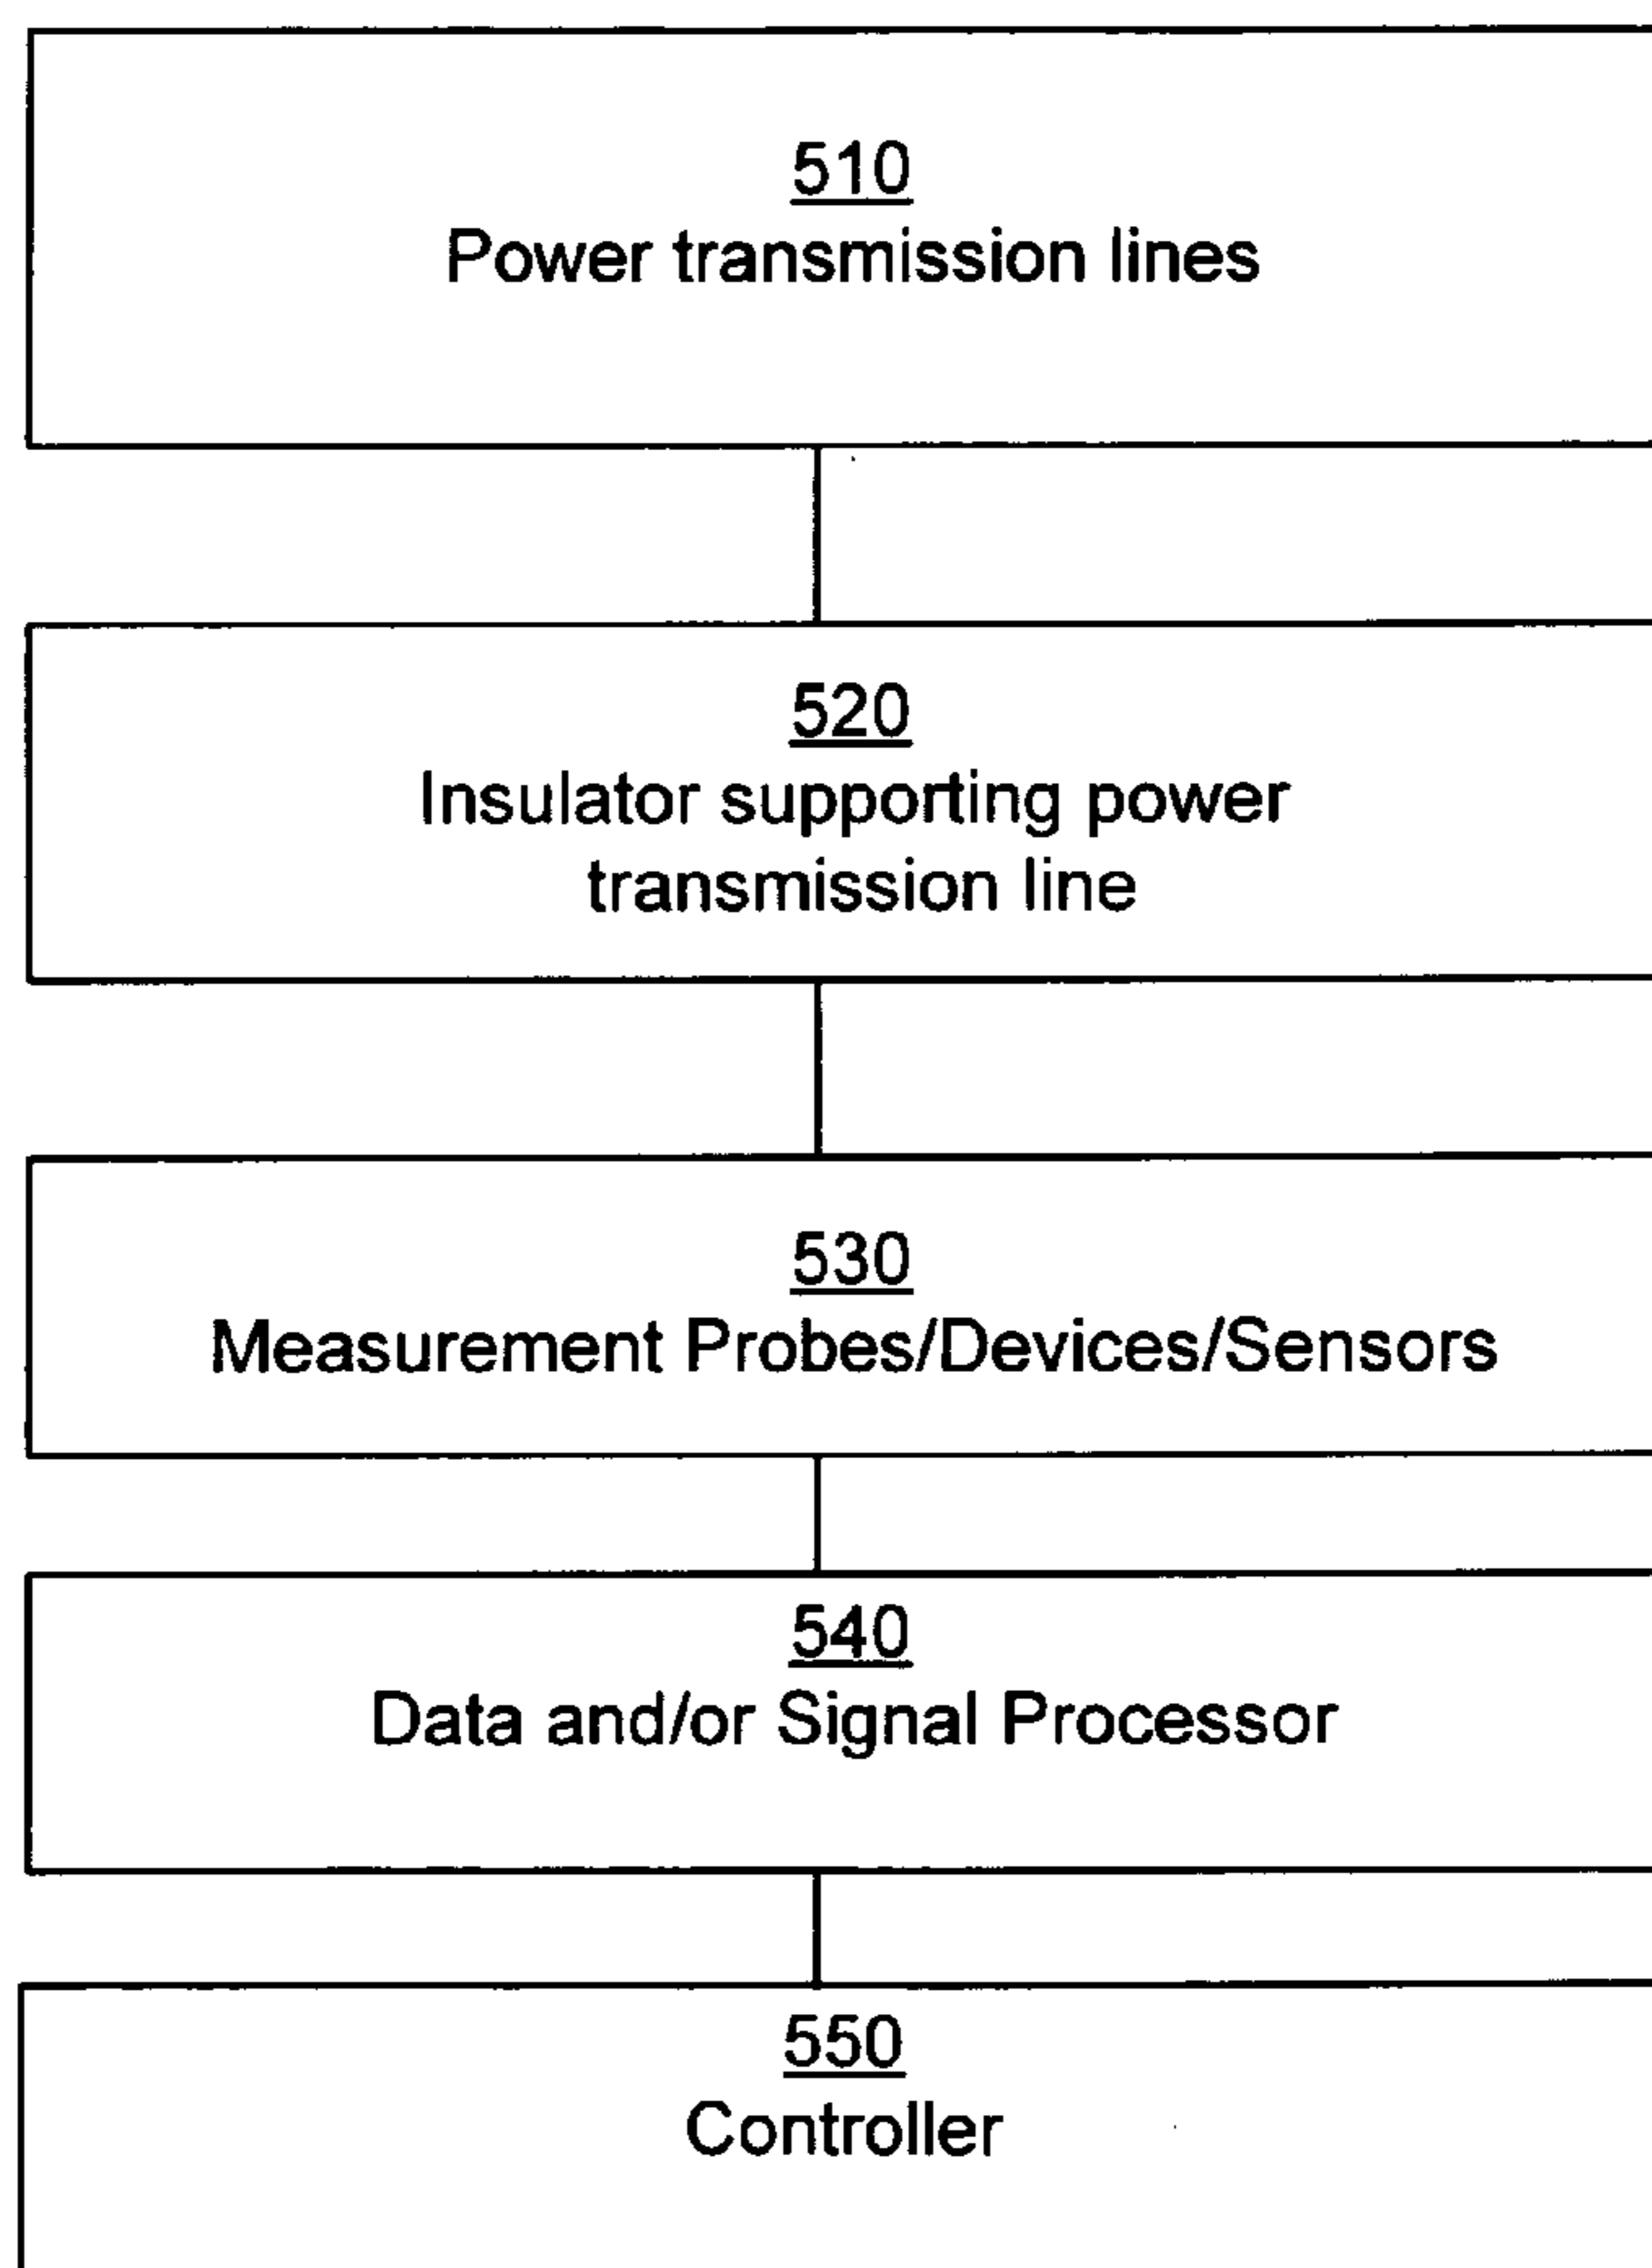 510
Power transmission lines
520
Insulator supporting power
transmission line
530
Measurement Probes/Devices/Sensors
540
Data and/or Signal Processor
550
Controller